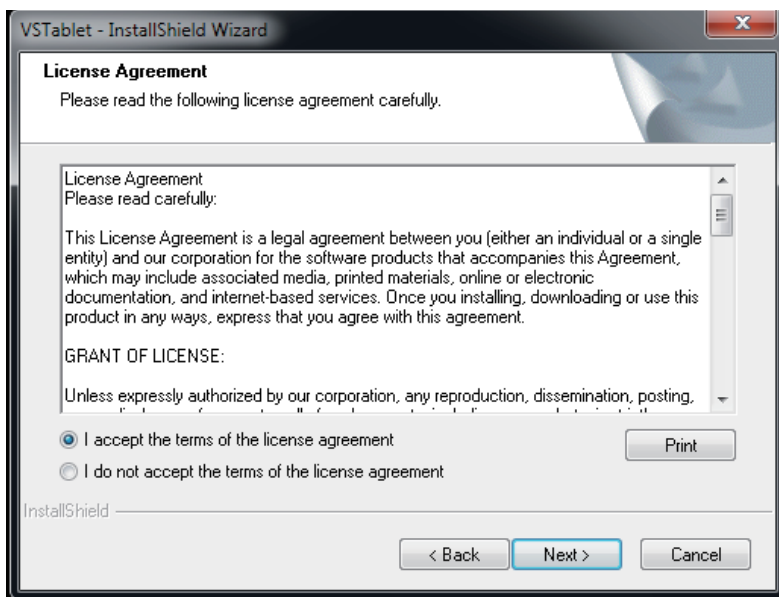 VSTablet - InstallShield Wizard
License Agreement
Please read the following license agreement carefully.
License Agreement
Please read carefully:
This License Agreement is a legal agreement between you (either an individual or a single
entity) and our corporation for the software products that accompanies this Agreement,
which may include associated media, printed materials, online or electronic
documentation, and internet-based services. Once you installing, downloading or use this
product in any ways, express that you agree with this agreement.
GRANT OF LICENSE:
Unless expressly authorized by our corporation, any reproduction, dissemination, posting,
I accept the terms of the license agreement
Print
I do not accept the terms of the license agreement
InstallShield
< Back
Next >
Cancel